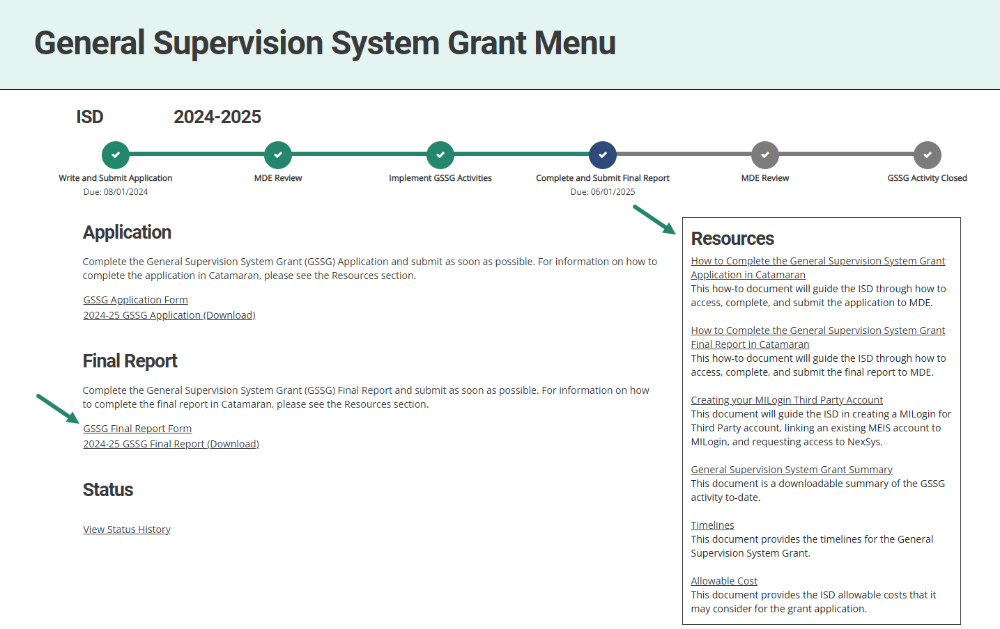 General Supervision System Grant Menu
ISD 2024-2025
Write and Submit Application
Due: 08/01/2024
MDE Review
Implement GSSG Activities
Complete and Submit Final Report
Due: 06/01/2025
MDE Review
GSSG Activity Closed
Application
Complete the General Supervision System Grant (GSSG) Application and submit as soon as possible. For information on how to
complete the application in Catamaran, please see the Resources section.
GSSG Application Form
2024-25 GSSG Application (Download)
Final Report
Complete the General Supervision System Grant (GSSG) Final Report and submit as soon as possible. For information on how
to complete the final report in Catamaran, please see the Resources section.
GSSG Final Report Form
2024-25 GSSG Final Report (Download)
Status
View Status History
Resources
How to Complete the General Supervision System Grant
Application in Catamaran
This how-to document will guide the ISD through how to
access, complete, and submit the application to MDE.
How to Complete the General Supervision System Grant
Final Report in Catamaran
This how-to document will guide the ISD through how to
access, complete, and submit the final report to MDE.
Creating your MILogin Third Party Account
This document will guide the ISD in creating a MILogin for
Third Party account, linking an existing MEIS account to
MILogin, and requesting access to NexSys.
General Supervision System Grant Summary
This document is a downloadable summary of the GSSG
activity to-date.
Timelines
This document provides the timelines for the General
Supervision System Grant.
Allowable Cost
This document provides the ISD allowable costs that it
may consider for the grant application.